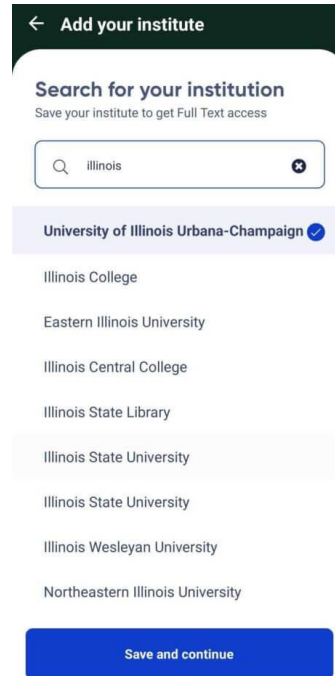 Add your institute
Search for your institution
Save your institute to get Full Text access
illinois
University of Illinois Urbana-Champaign
Illinois College
Eastern Illinois University
Illinois Central College
Illinois State Library
Illinois State University
Illinois State University
Illinois Wesleyan University
Northeastern Illinois University
Save and continue